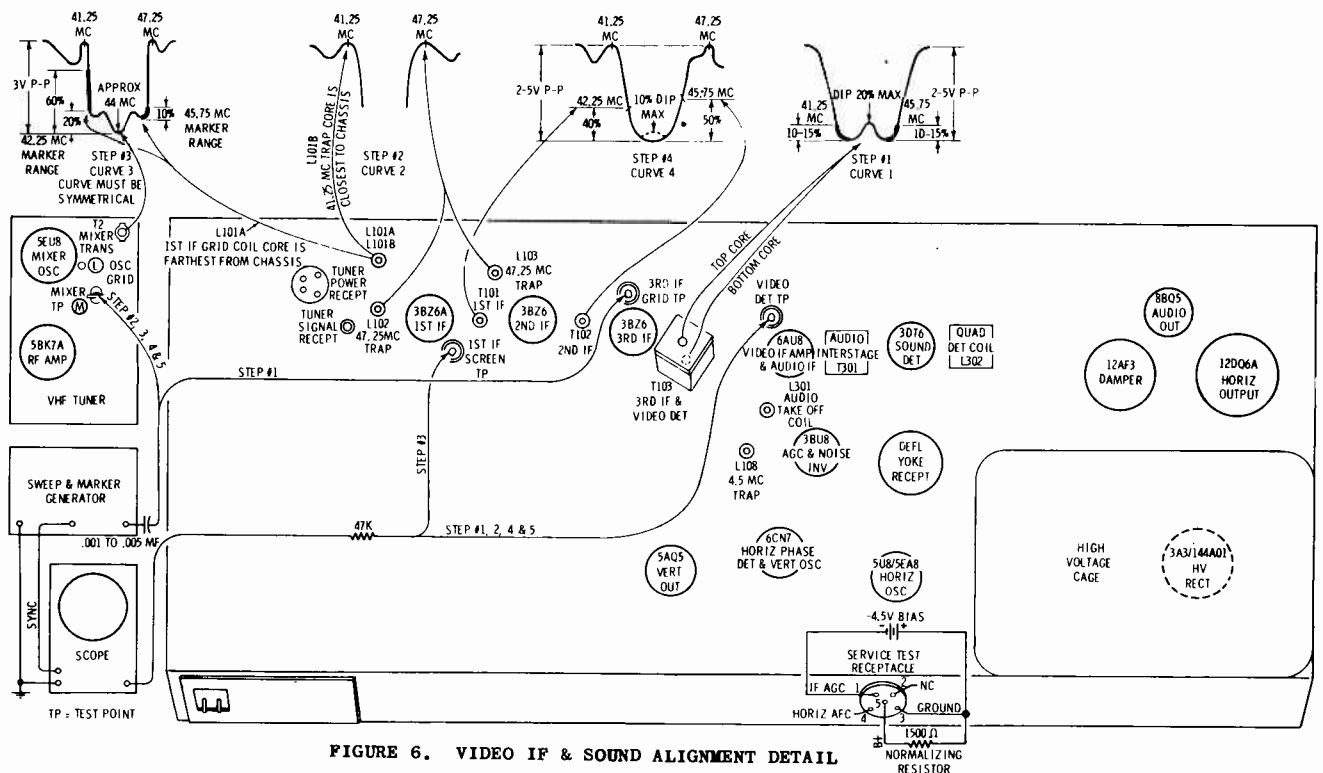 41.25
MC
47.25
MC
3V P-P
60%
20%
APPROX
44 MC
10%
45.75 MC
MARKER
RANGE
42.25 MC
MARKER
RANGE
STEP #3
CURVE 3
CURVE MUST BE
SYMMETRICAL
41.25
MC
47.25
MC
L101B
41.25 MC TRAP CORE IS
CLOSEST TO CHASSIS
STEP #2
CURVE 2
41.25
MC
47.25
MC
2-5V P-P
42.25 MC
40%
10% DIP
MAX
45.75 MC
50%
STEP #4
CURVE 4
DIP 20% MAX
41.25
MC
10-15%
45.75
MC
10-15%
2-5V P-P
STEP #1
CURVE 1
T2
MIXER
TRANS
5EU8
MIXER
OSC
L
OSC
GRID
MIXER
TP
M
5BK7A
RF AMP
VHF TUNER
STEP #2, 3, 4 & 5
L101A
1ST IF GRID COIL CORE IS
FARTHEST FROM CHASSIS
L101A
L101B
TUNER
POWER
RECEPT
TUNER
SIGNAL
RECEPT
L102
47.25MC
TRAP
3BZ6A
1ST IF
1ST IF
SCREEN
TP
L103
47.25 MC
TRAP
T101
1ST IF
3BZ6
2ND IF
T102
2ND IF
3RD IF
GRID TP
3BZ6
3RD IF
TOP CORE
BOTTOM CORE
T103
3RD IF &
VIDEO DET
VIDEO
DET TP
6AU8
VIDEO IF AMP
& AUDIO IF
AUDIO
INTERSTAGE
T301
3DT6
SOUND
DET
QUAD
DET COIL
L302
8BQ5
AUDIO
OUT
12AF3
DAMPER
12DQ6A
HORIZ
OUTPUT
L301
AUDIO
TAKE OFF
COIL
3BU8
AGC & NOISE
INV
L108
4.5 MC
TRAP
DEFL
YOKE
RECEPT
STEP #1
STEP #3
SWEEP & MARKER
GENERATOR
.001 TO .005 MF
47K
STEP #1, 2, 4 & 5
SYNC
SCOPE
TP = TEST POINT
5AQ5
VERT
OUT
6CN7
HORIZ PHASE
DET & VERT OSC
5U8/5EA8
HORIZ
OSC
HIGH
VOLTAGE
CAGE
3A3/144A01
HV
RECT
-4.5V BIAS
- +
SERVICE TEST
RECEPTACLE
IF AGC
1
2
NC
5
HORIZ AFC
4
3
GROUND
B+
1500 Ω
NORMALIZING
RESISTOR
FIGURE 6. VIDEO IF & SOUND ALIGNMENT DETAIL